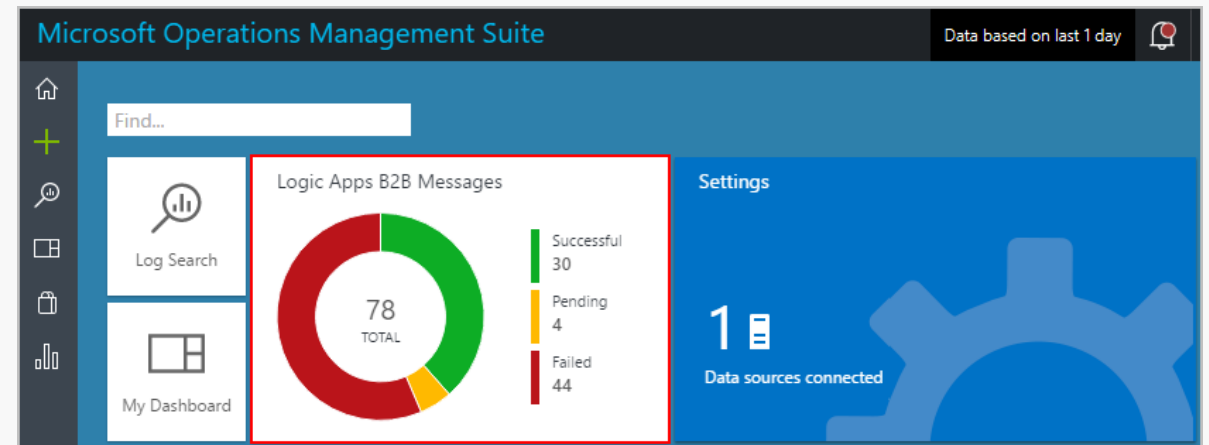 Microsoft Operations Management Suite
Data based on last 1 day
Find...
Log Search
My Dashboard
Logic Apps B2B Messages
78
TOTAL
Successful
30
Pending
4
Failed
44
Settings
1
Data sources connected